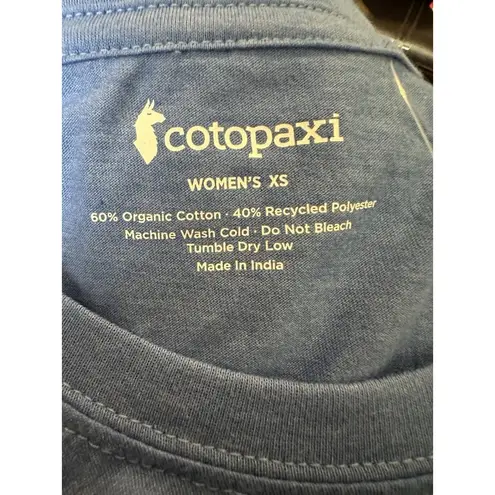 cotopaxi
WOMEN'S XS
60% Organic Cotton · 40% Recycled Polyester
Machine Wash Cold · Do Not Bleach
Tumble Dry Low
Made In India